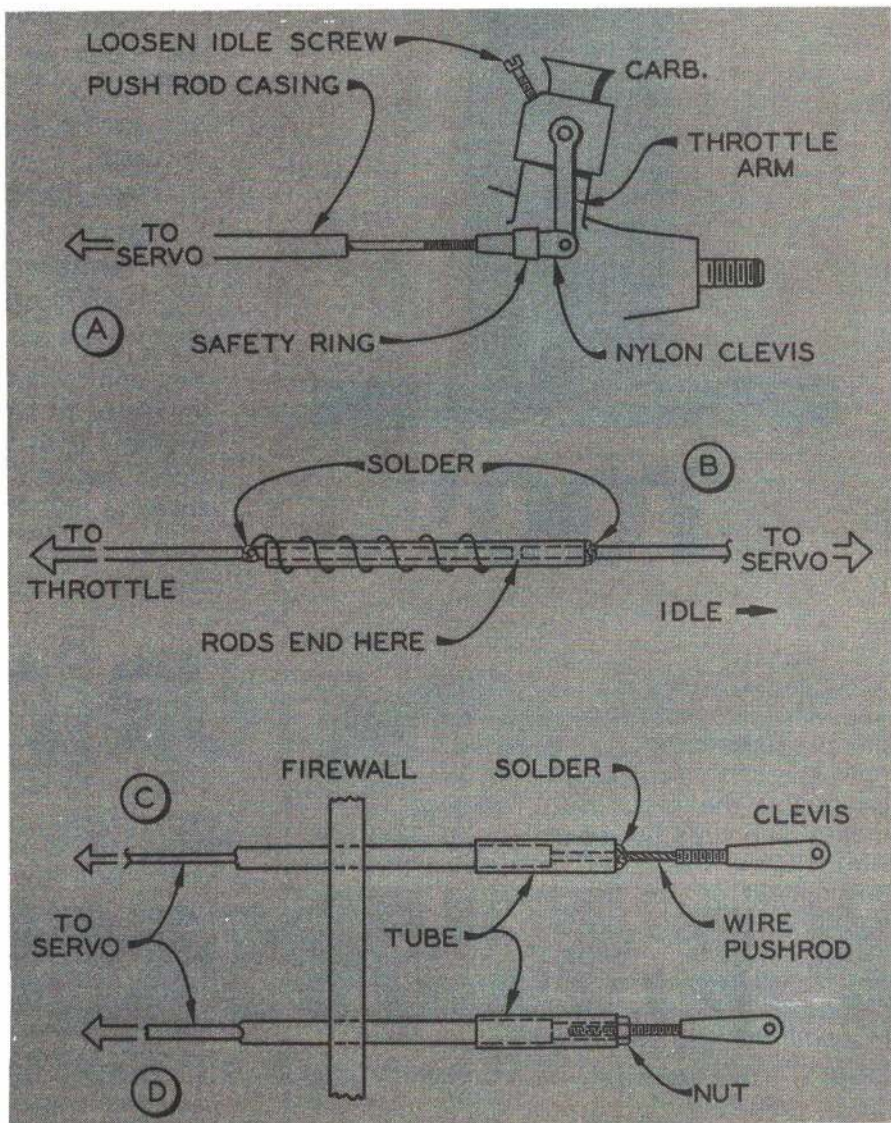 LOOSEN IDLE SCREW
PUSH ROD CASING
CARB.
THROTTLE
ARM
TO
SERVO
A
SAFETY RING
NYLON CLEVIS
SOLDER
B
TO
THROTTLE
TO
SERVO
IDLE
RODS END HERE
C
FIREWALL
SOLDER
CLEVIS
TO
SERVO
TUBE
WIRE
PUSHROD
D
NUT